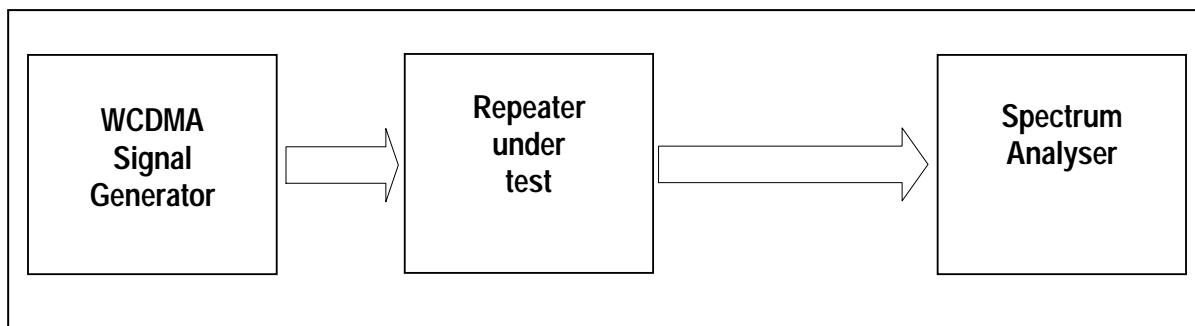 WCDMA
Signal
Generator
Repeater
under
test
Spectrum
Analyser